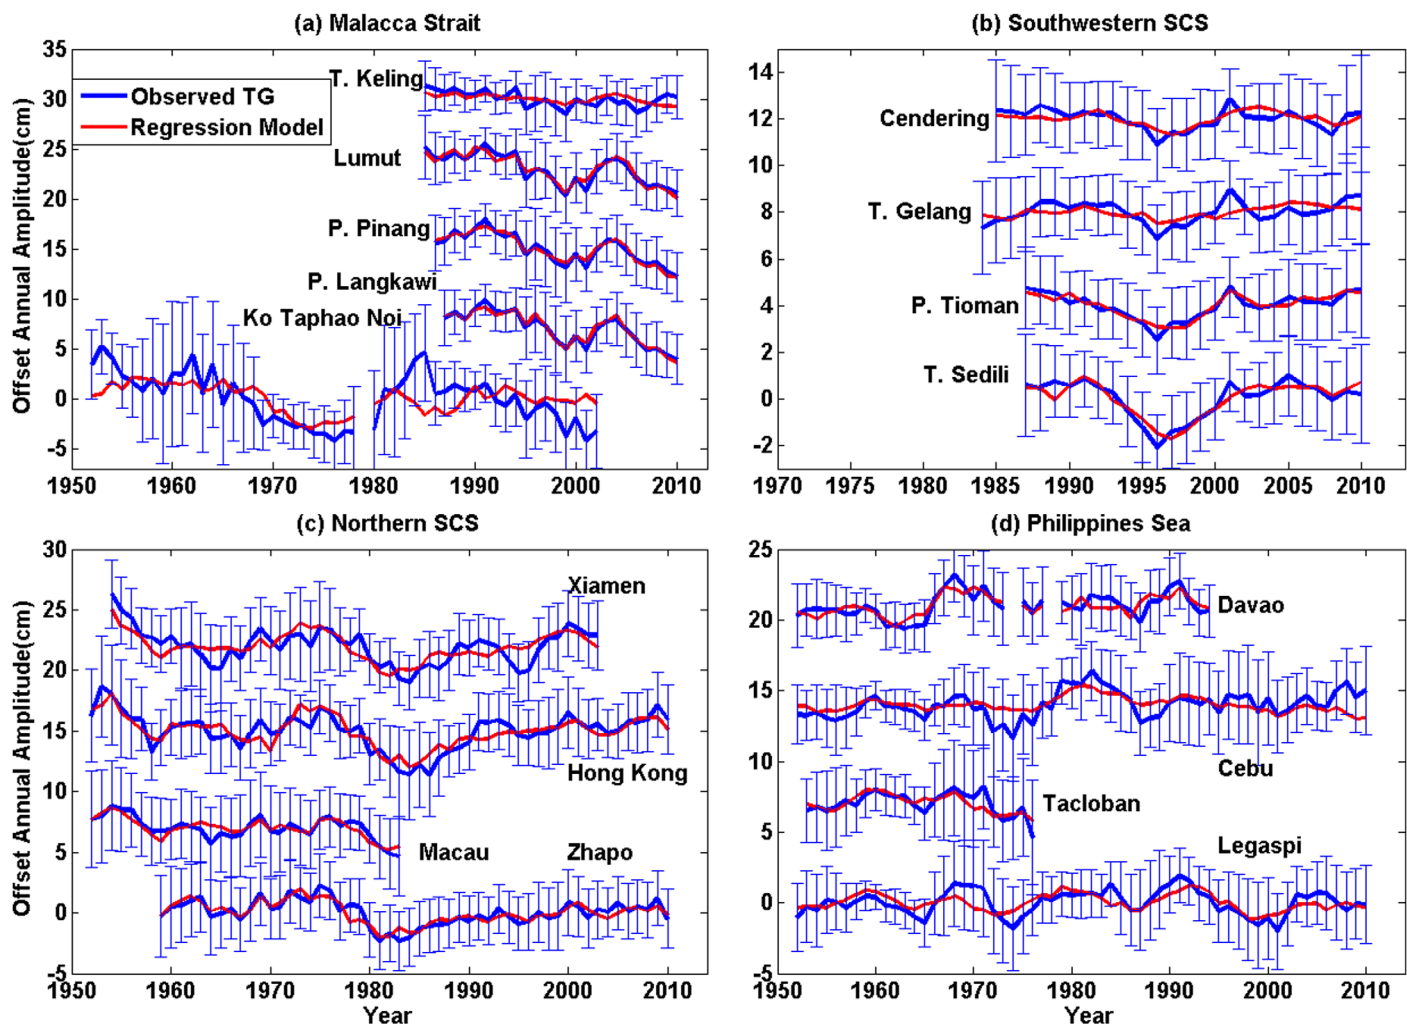 (a) Malacca Strait
Offset Annual Amplitude(cm)
35
30
25
20
15
10
5
0
-5
Observed TG
Regression Model
T. Keling
Lumut
P. Pinang
P. Langkawi
Ko Taphao Noi
1950 1960 1970 1980 1990 2000 2010
(b) Southwestern SCS
14
12
10
8
6
4
2
0
-2
Cendering
T. Gelang
P. Tioman
T. Sedili
1970 1975 1980 1985 1990 1995 2000 2005 2010
(c) Northern SCS
Offset Annual Amplitude(cm)
30
25
20
15
10
5
0
-5
Xiamen
Hong Kong
Macau Zhapo
1950 1960 1970 1980 1990 2000 2010
Year
(d) Philippines Sea
25
20
15
10
5
0
-5
Davao
Cebu
Tacloban
Legaspi
1950 1960 1970 1980 1990 2000 2010
Year